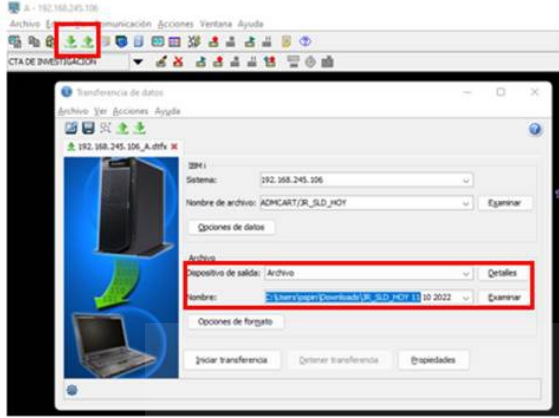 A - 192.168.245.106
Archivo Comunicación Acciones Ventana Ayuda
CTA DE INVESTIGACION
Transferencia de datos
Archivo Ver Acciones Ayuda
192.168.245.106_A.dtfx
IBM i
Sistema: 192.168.245.106
Nombre de archivo: ADMCART/JR_SLD_HOY Examinar
Opciones de datos
Archivo
Dispositivo de salida: Archivo Detalles
Nombre: C:\Users\pspin\Downloads\JR_SLD_HOY 11 10 2022 Examinar
Opciones de formato
Iniciar transferencia Detener transferencia Propiedades